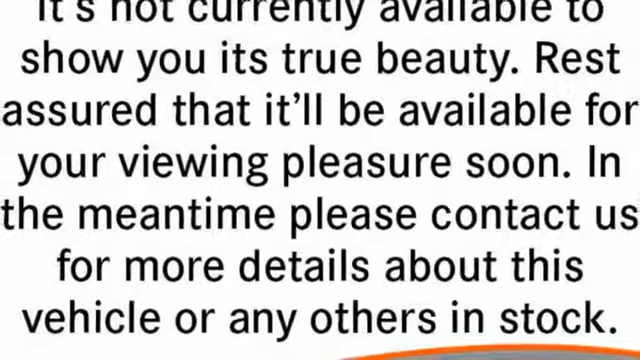 It's not currently available to
show you its true beauty. Rest
assured that it'll be available for
your viewing pleasure soon. In
the meantime please contact us
for more details about this
vehicle or any others in stock.